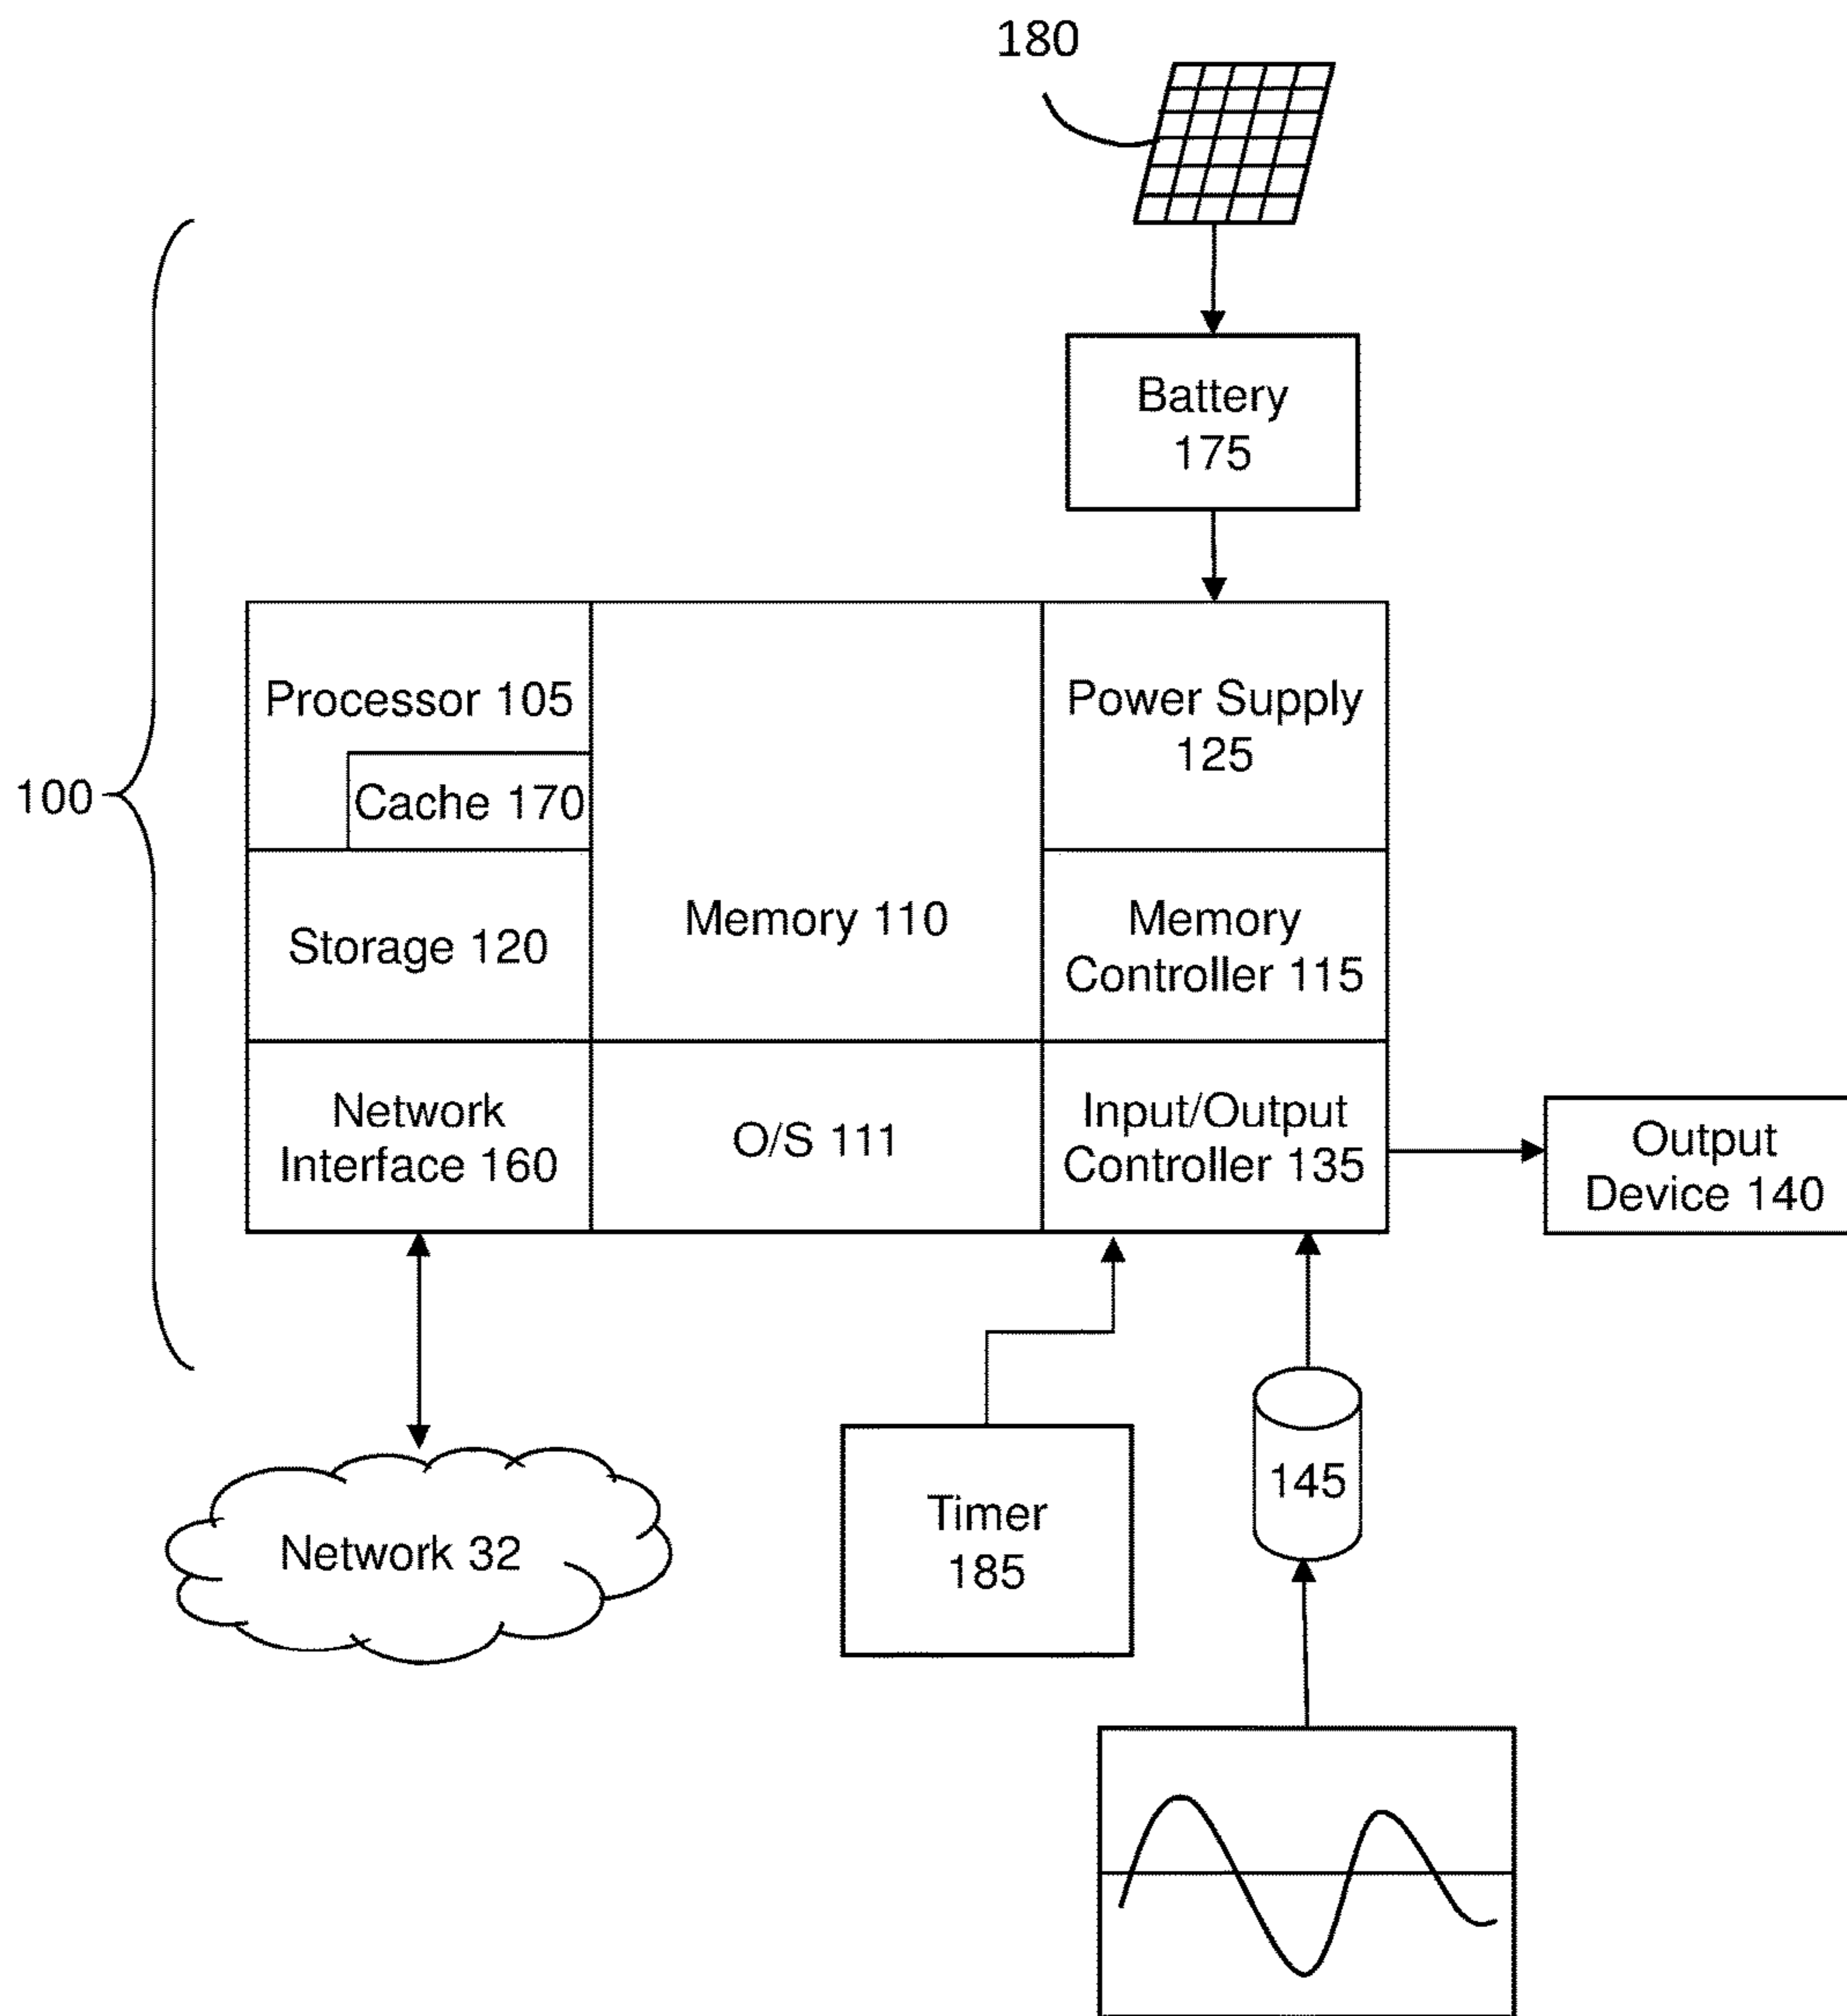 180
Battery
175
Processor 105
Cache 170
Power Supply
125
100
Storage 120
Memory 110
Memory
Controller 115
Network
Interface 160
O/S 111
Input/Output
Controller 135
Output
Device 140
Network 32
Timer
185
145